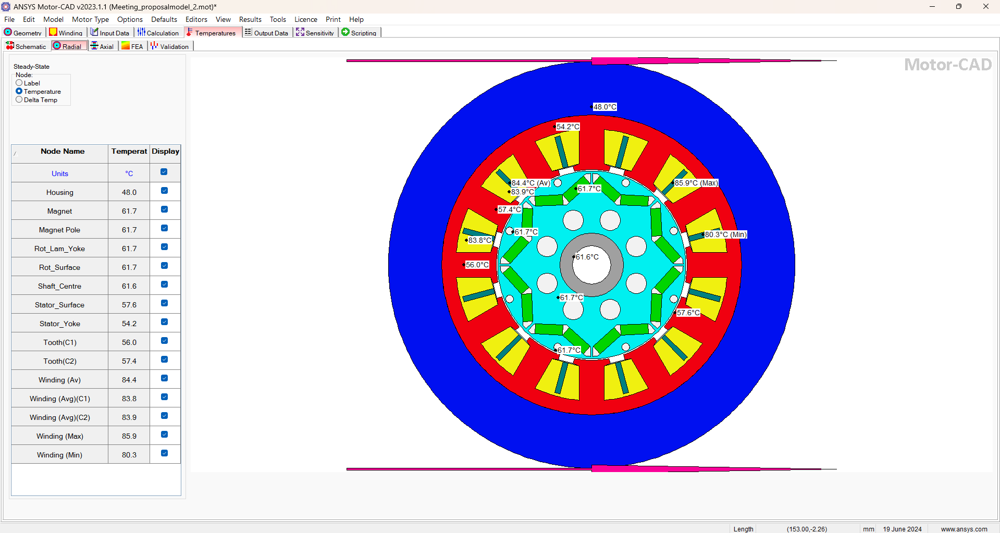 ANSYS Motor-CAD v2023.1.1 (Meeting_proposalmodel_2.mot)*
File Edit Model Motor Type Options Defaults Editors View Results Tools Licence Print Help
Geometry Winding Input Data Calculation Temperatures Output Data Sensitivity Scripting
Schematic Radial Axial FEA Validation
Steady-State
Node:
Label
Temperature
Delta Temp
Node Name Temperat Display
Units °C
Housing 48.0
Magnet 61.7
Magnet Pole 61.7
Rot_Lam_Yoke 61.7
Rot_Surface 61.7
Shaft_Centre 61.6
Stator_Surface 57.6
Stator_Yoke 54.2
Tooth(C1) 56.0
Tooth(C2) 57.4
Winding (Av) 84.4
Winding (Avg)(C1) 83.8
Winding (Avg)(C2) 83.9
Winding (Max) 85.9
Winding (Min) 80.3
Motor-CAD
48.0°C
54.2°C
84.4°C (Av)
85.9°C (Max)
61.7°C
83.9°C
57.4°C
61.7°C
80.3°C (Min)
83.8°C
61.6°C
56.0°C
61.7°C
57.6°C
61.7°C
Length (153.00,-2.26) mm 19 June 2024 www.ansys.com